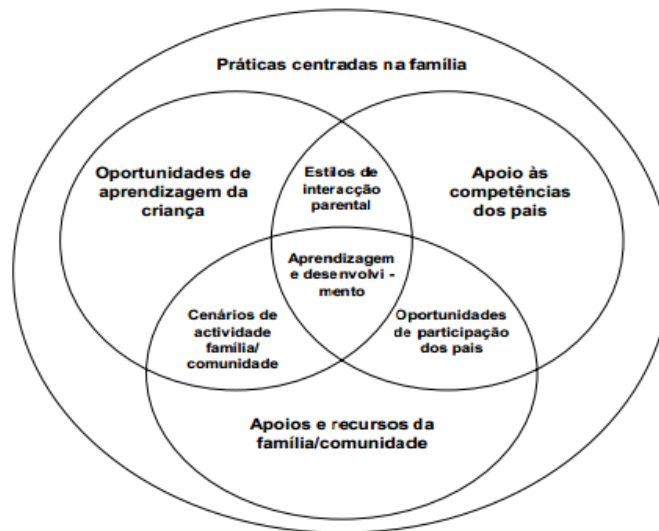 Práticas centradas na família
Oportunidades de
aprendizagem da
criança
Estilos de
interacção
parental
Apoio às
competências
dos pais
Aprendizagem
e desenvolvi -
mento
Cenários de
actividade
família/
comunidade
Oportunidades
de participação
dos pais
Apoios e recursos da
família/comunidade